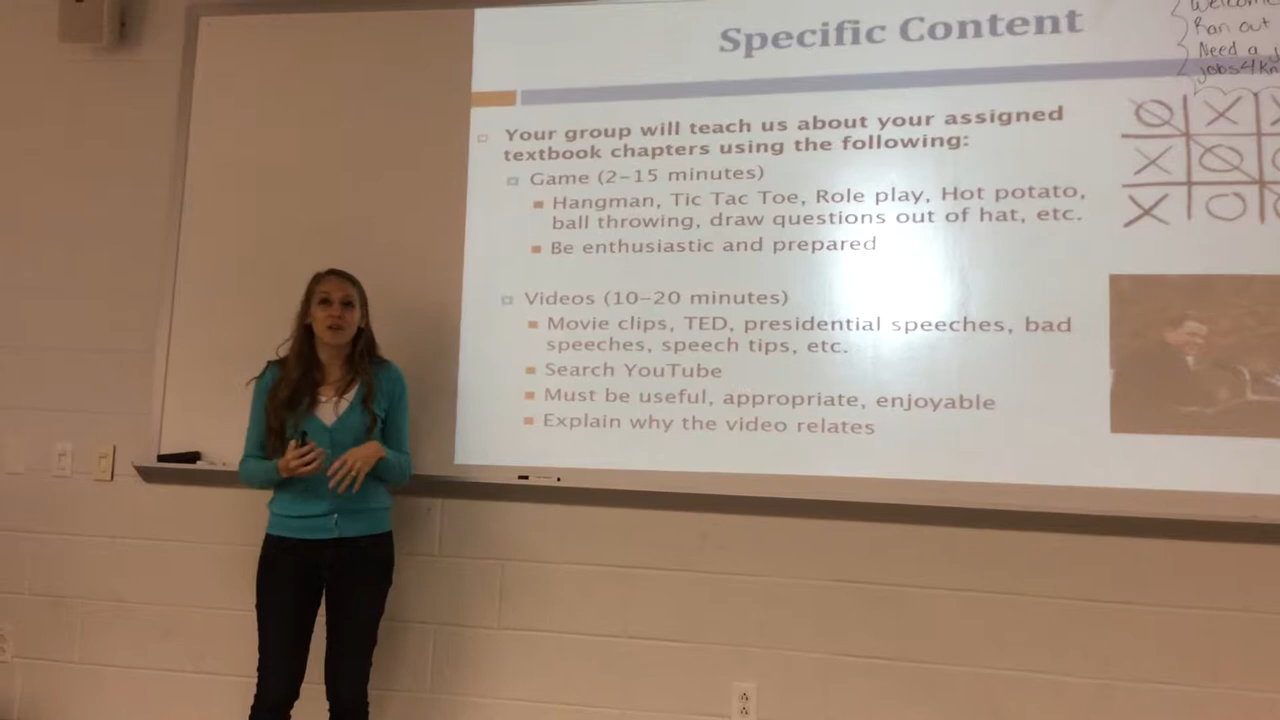 Specific Content
Your group will teach us about your assigned
textbook chapters using the following:
Game (2–15 minutes)
Hangman, Tic Tac Toe, Role play, Hot potato,
ball throwing, draw questions out of hat, etc.
Be enthusiastic and prepared
Videos (10–20 minutes)
Movie clips, TED, presidential speeches, bad
speeches, speech tips, etc.
Search YouTube
Must be useful, appropriate, enjoyable
Explain why the video relates
Welcome
Ran out
Need a